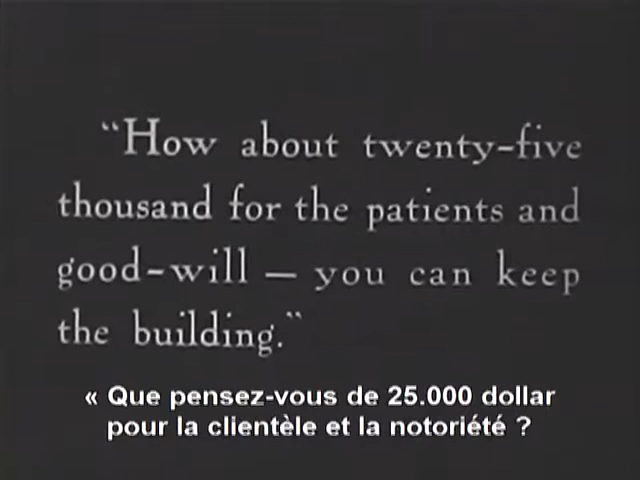 “How about twenty-five
thousand for the patients and
good-will — you can keep
the building.”
« Que pensez-vous de 25.000 dollar
pour la clientèle et la notoriété ?